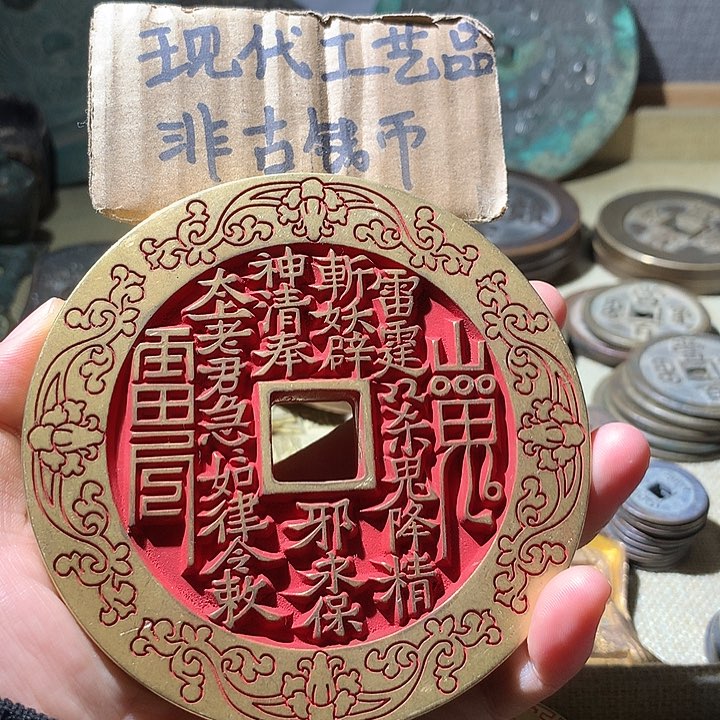 现代工艺品
非古钱币
雷霆杀鬼降精
斬妖辟
邪永保
神清奉
太上老君急如律令敕